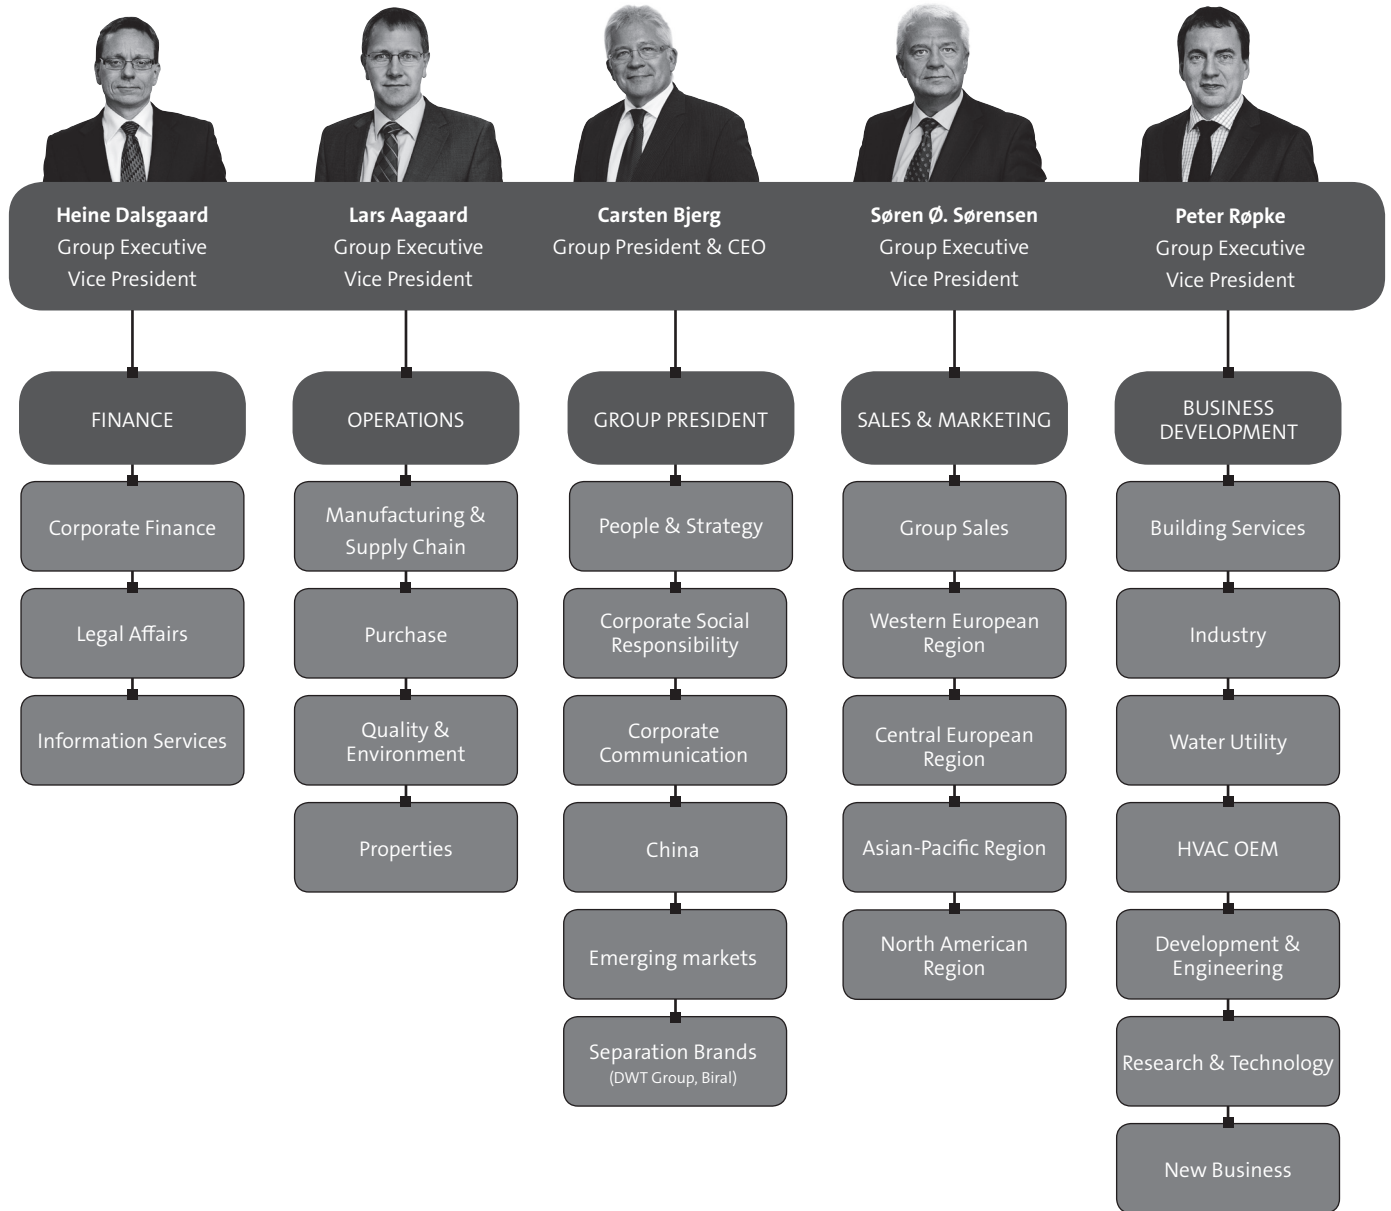 Heine Dalsgaard
Group Executive
Vice President
Lars Aagaard
Group Executive
Vice President
Carsten Bjerg
Group President & CEO
Søren Ø. Sørensen
Group Executive
Vice President
Peter Røpke
Group Executive
Vice President
FINANCE
Corporate Finance
Legal Affairs
Information Services
OPERATIONS
Manufacturing &
Supply Chain
Purchase
Quality &
Environment
Properties
GROUP PRESIDENT
People & Strategy
Corporate Social
Responsibility
Corporate
Communication
China
Emerging markets
Separation Brands
(DWT Group, Biral)
SALES & MARKETING
Group Sales
Western European
Region
Central European
Region
Asian-Pacific Region
North American
Region
BUSINESS
DEVELOPMENT
Building Services
Industry
Water Utility
HVAC OEM
Development &
Engineering
Research & Technology
New Business